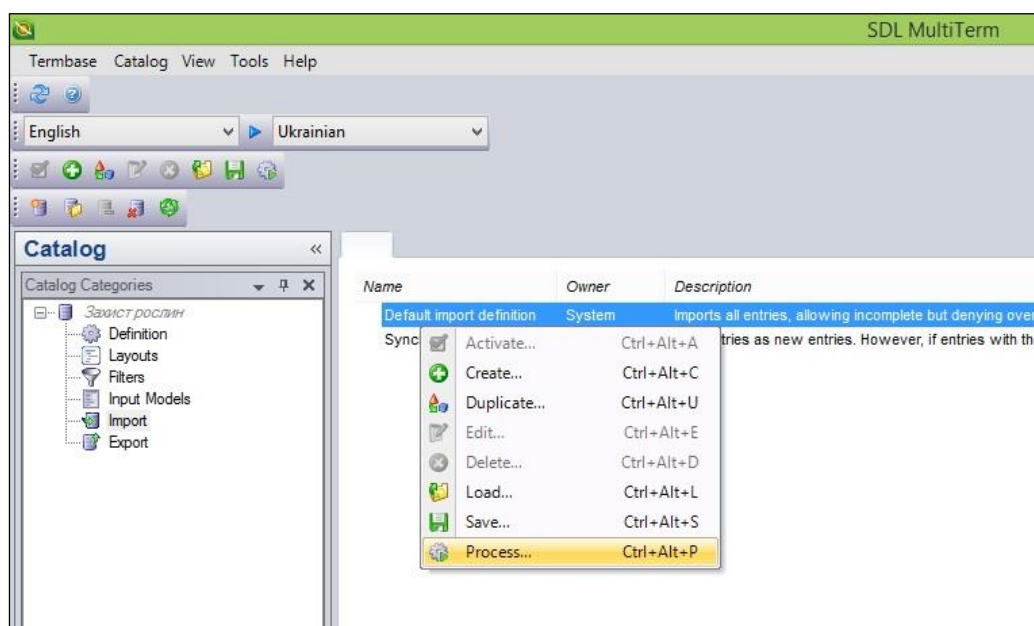 SDL MultiTerm
Termbase Catalog View Tools Help
English Ukrainian
Catalog «
Catalog Categories
Захист рослин
Definition
Layouts
Filters
Input Models
Import
Export
Name Owner Description
Default import definition System Imports all entries, allowing incomplete but denying over
Sync tries as new entries. However, if entries with th
Activate... Ctrl+Alt+A
Create... Ctrl+Alt+C
Duplicate... Ctrl+Alt+U
Edit... Ctrl+Alt+E
Delete... Ctrl+Alt+D
Load... Ctrl+Alt+L
Save... Ctrl+Alt+S
Process... Ctrl+Alt+P